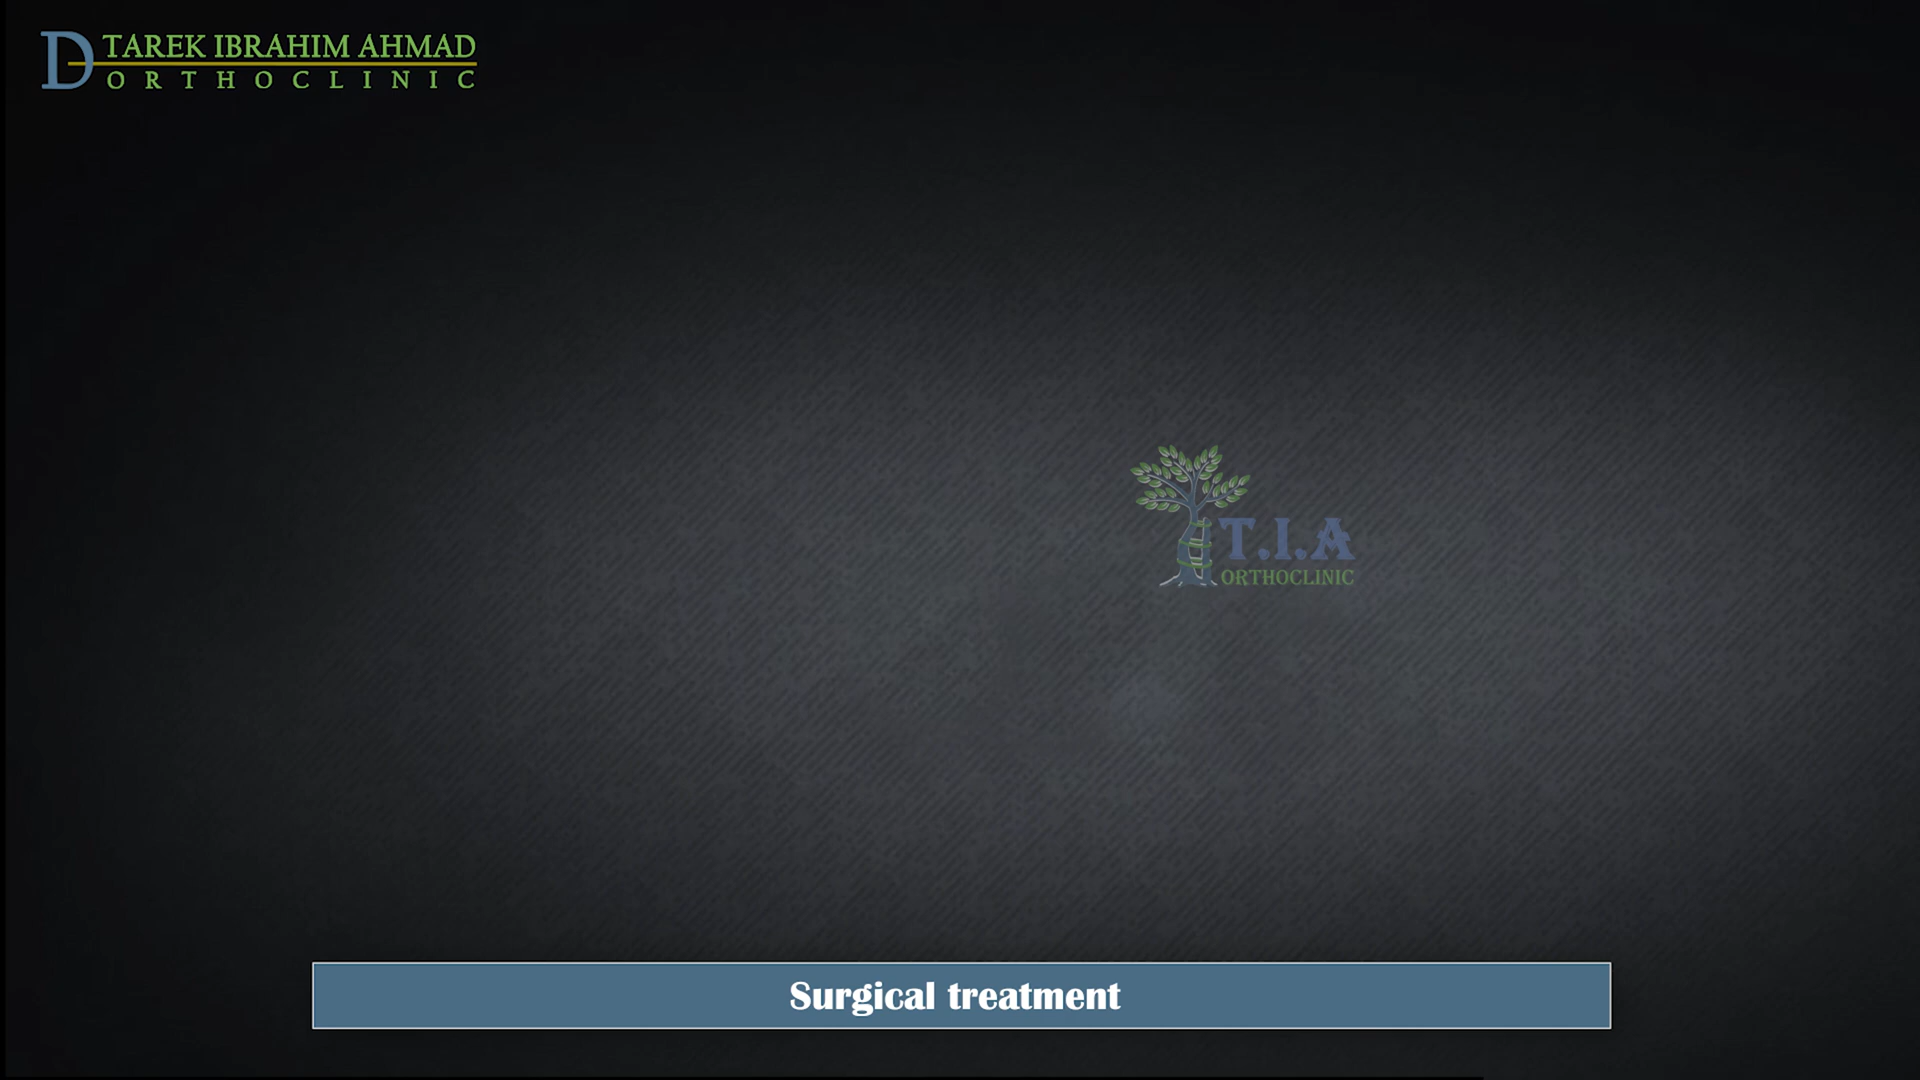 D TAREK IBRAHIM AHMAD
ORTHOCLINIC
T.I.A
ORTHOCLINIC
Surgical treatment